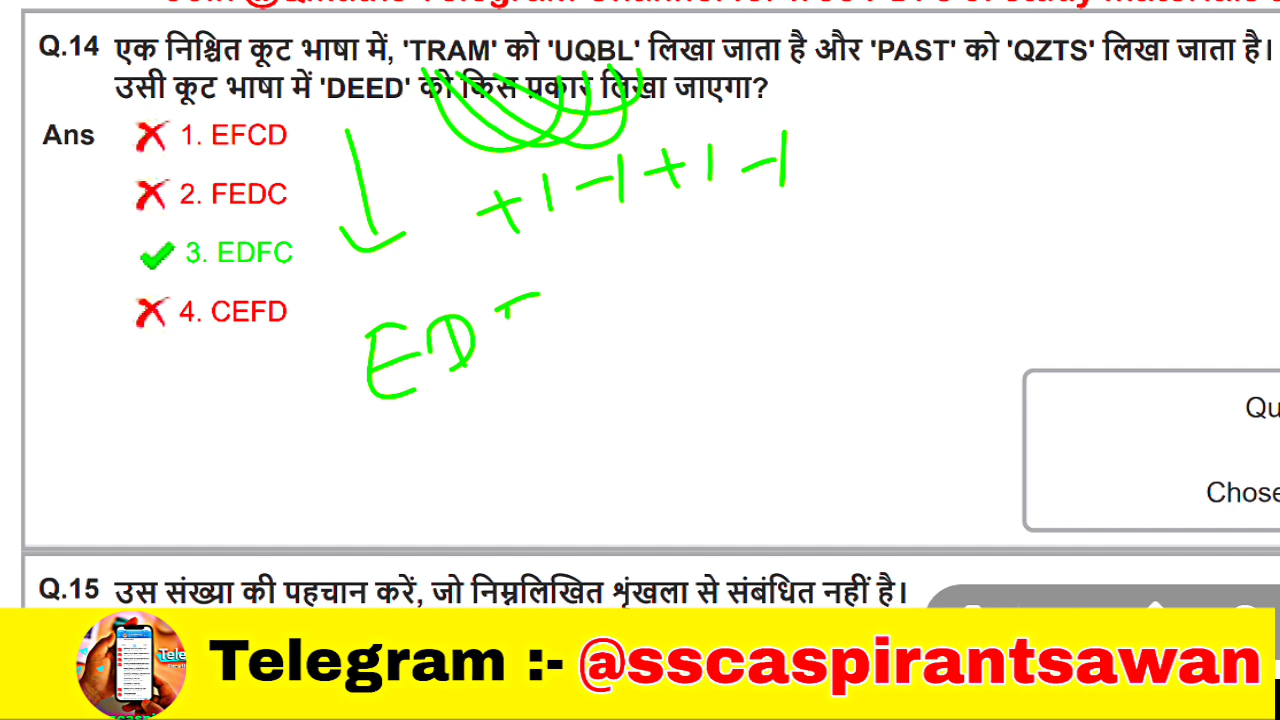 Q.14 एक निश्चित कूट भाषा में, 'TRAM' को 'UQBL' लिखा जाता है और 'PAST' को 'QZTS' लिखा जाता है।
उसी कूट भाषा में 'DEED' को किस प्रकार लिखा जाएगा?
Ans 1. EFCD
2. FEDC
3. EDFC
4. CEFD
+1 -1 +1 -1
ED
Qu
Chose
Q.15 उस संख्या की पहचान करें, जो निम्नलिखित शृंखला से संबंधित नहीं है।
Telegram :- @sscaspirantsawan